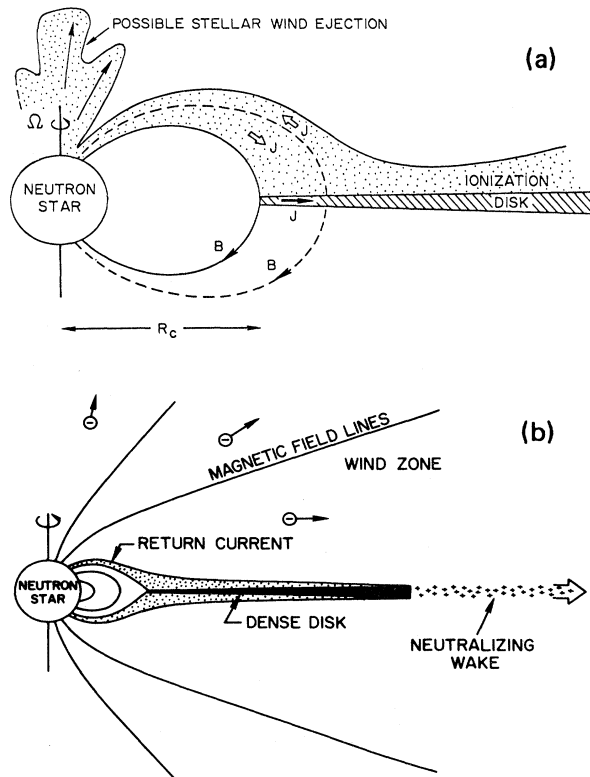 POSSIBLE STELLAR WIND EJECTION
(a)
Ω
J
J
NEUTRON
STAR
IONIZATION
DISK
J
B
B
R_c
(b)
MAGNETIC FIELD LINES
WIND ZONE
RETURN CURRENT
NEUTRON
STAR
DENSE DISK
NEUTRALIZING
WAKE